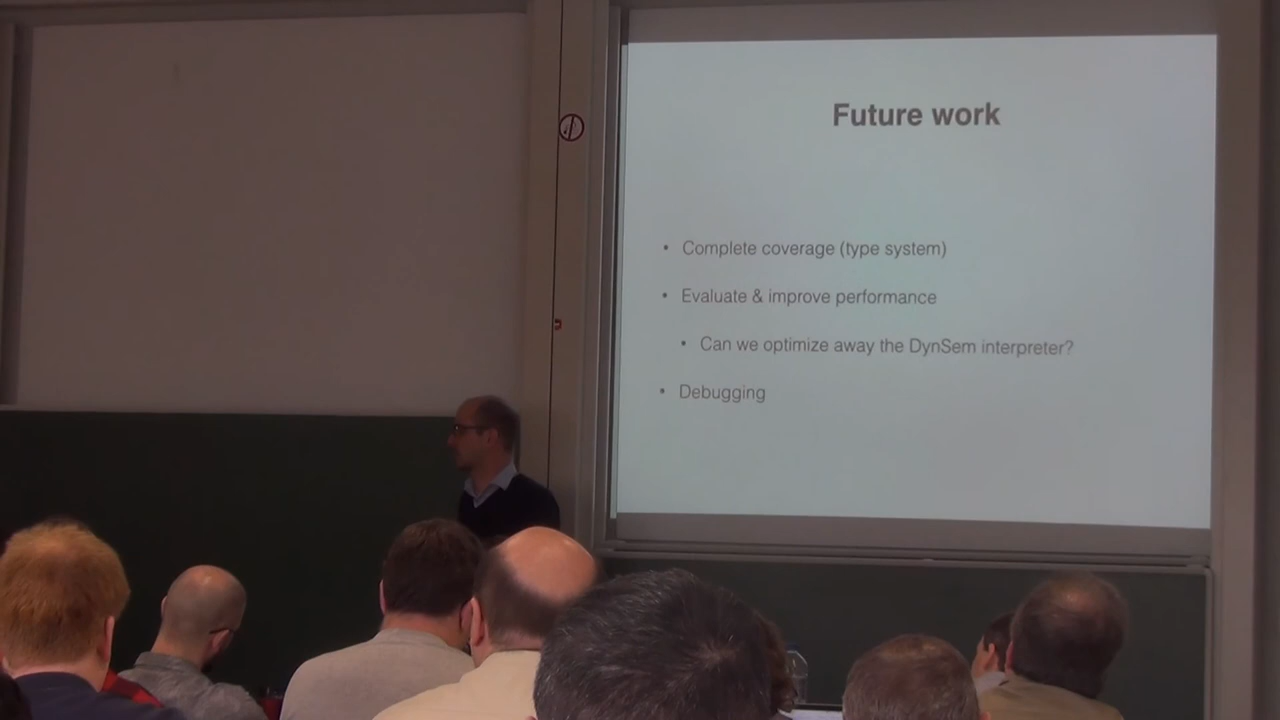 Future work
• Complete coverage (type system)
• Evaluate & improve performance
• Can we optimize away the DynSem interpreter?
• Debugging